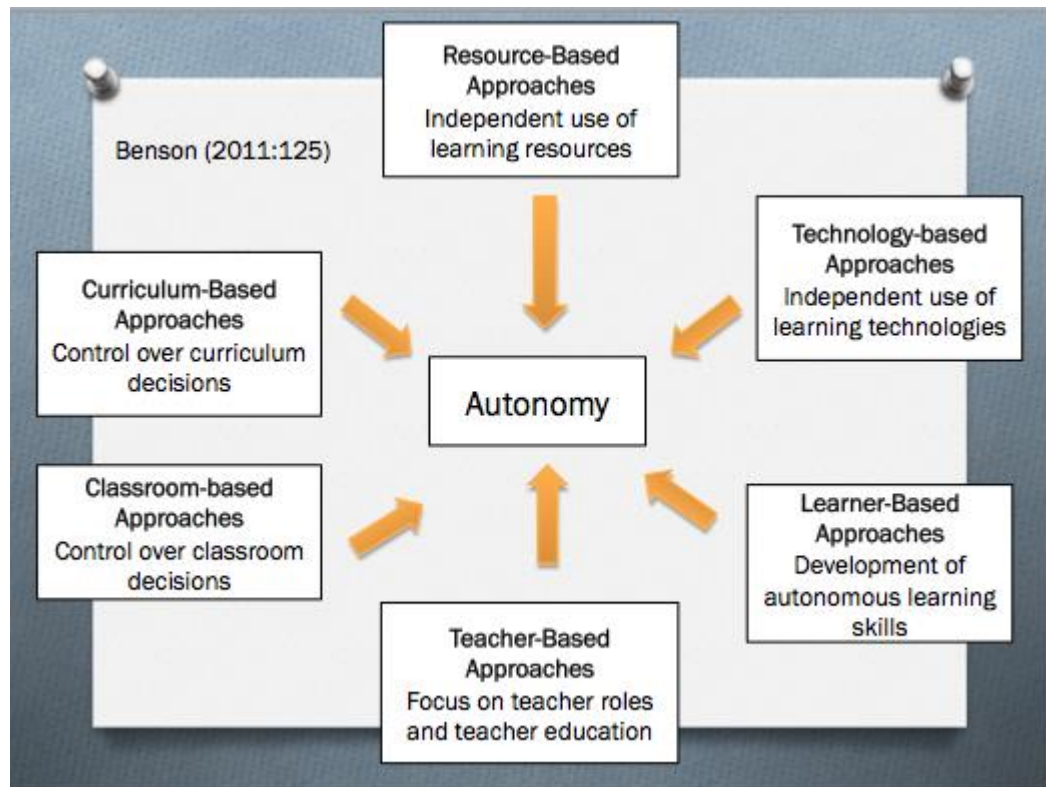 Resource-Based
Approaches
Independent use of
learning resources
Benson (2011:125)
Technology-based
Approaches
Independent use of
learning technologies
Curriculum-Based
Approaches
Control over curriculum
decisions
Autonomy
Classroom-based
Approaches
Control over classroom
decisions
Learner-Based
Approaches
Development of
autonomous learning
skills
Teacher-Based
Approaches
Focus on teacher roles
and teacher education